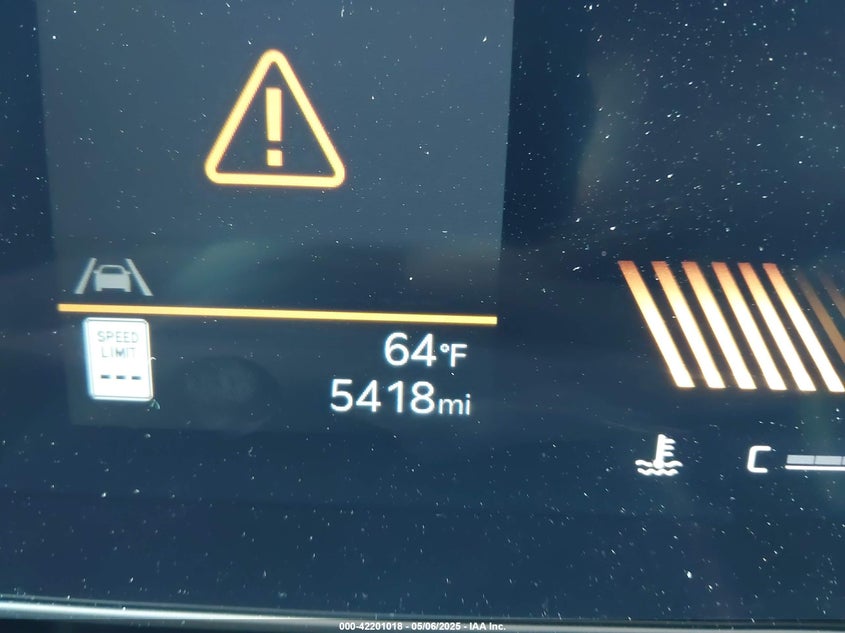 SPEED
LIMIT
---
64°F
5418mi
C
000-42201018 - 05/06/2025 - IAA Inc.